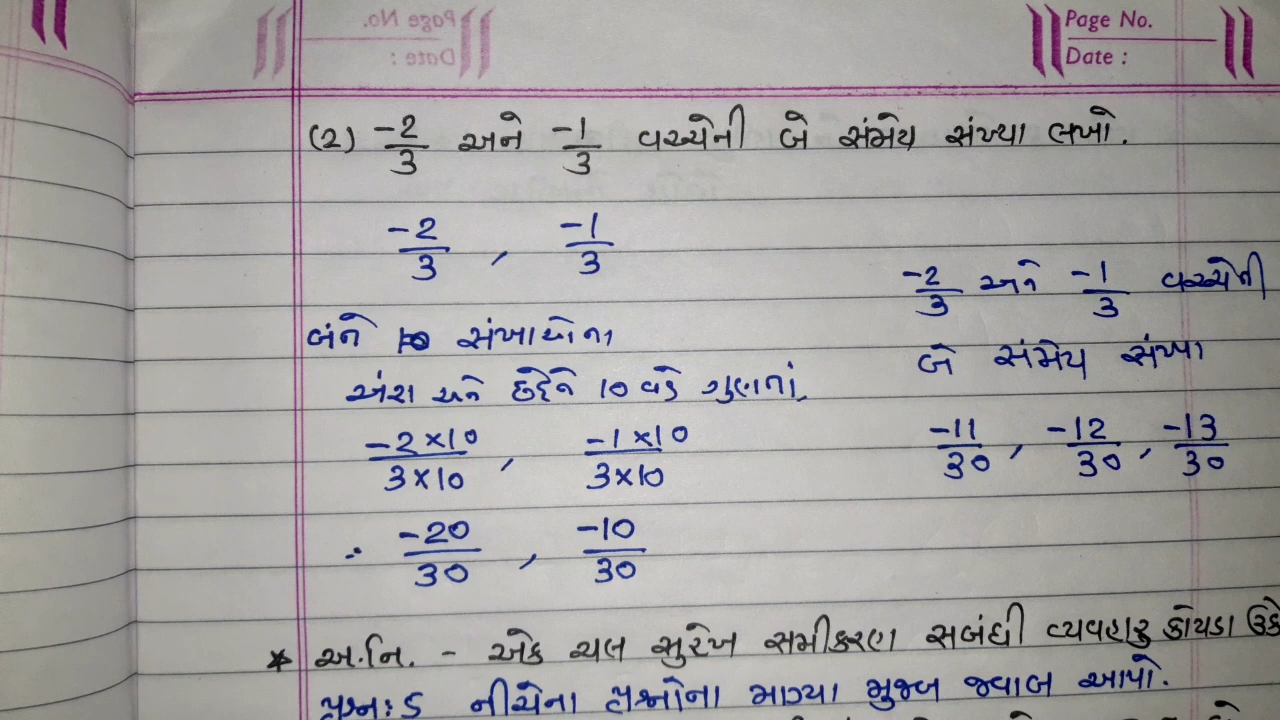 Page No.
Date :
(2) -2/3 અને -1/3 વચ્ચેની બે સંમેય સંખ્યા લખો.
-2/3 , -1/3
બંને સંખાઓના
અંશ અને છેદને 10 વડે ગુણતાં,
-2×10/3×10 , -1×10/3×10
-20/30 , -10/30
-2/3 અને -1/3 વચ્ચેની
બે સંમેય સંખ્યા
-11/30 , -12/30 , -13/30
* અ.નિ. - એક ચલ સુરેખ સમીકરણ સબંધી વ્યવહારુ કોયડા ઉકે
પ્રશ્ન: 5 નીચેના પ્રશ્નોના માગ્યા મુજબ જવાબ આપો.